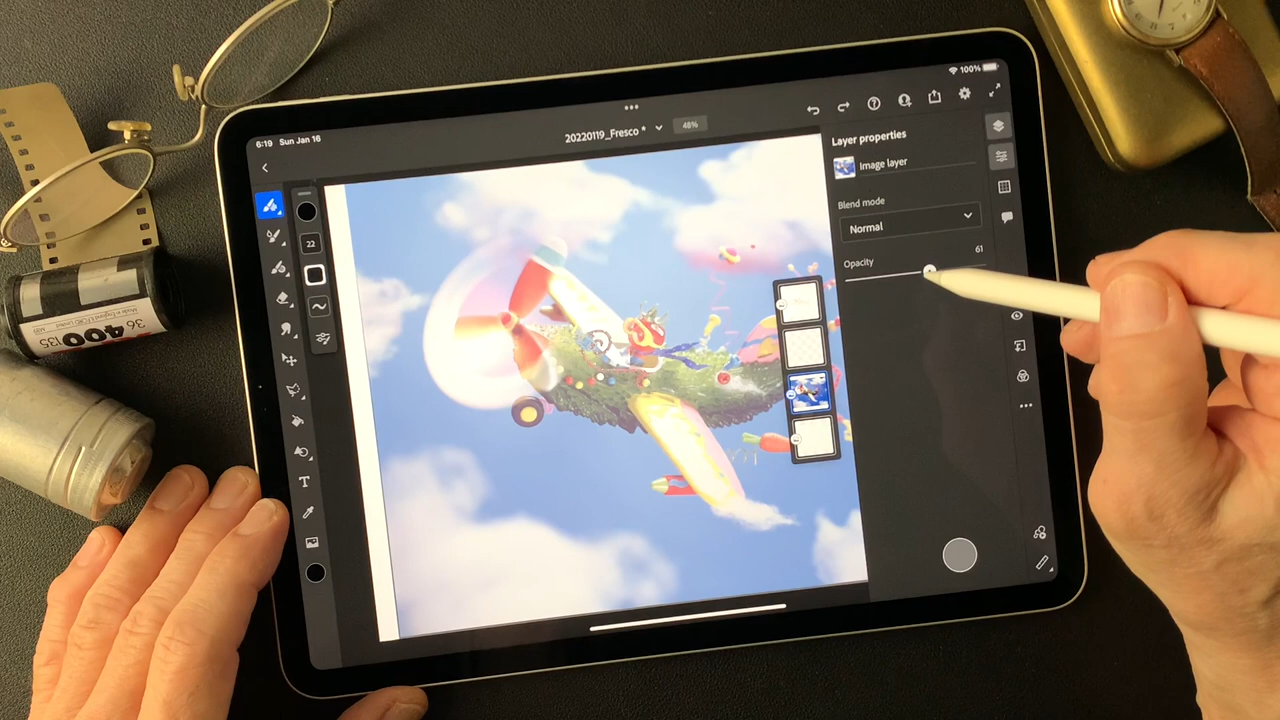 6:19 Sun Jan 16
100%
20220119_Fresco *
48%
Layer properties
Image layer
Blend mode
Normal
Opacity
61
22
T
36
400
135